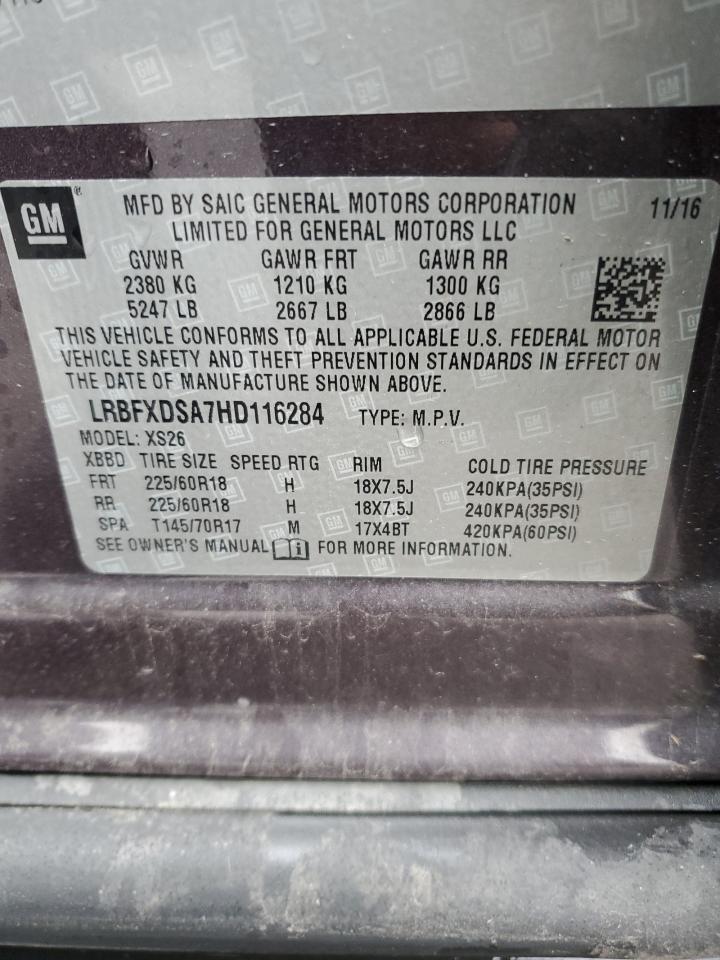 GM
MFD BY SAIC GENERAL MOTORS CORPORATION 11/16
LIMITED FOR GENERAL MOTORS LLC
GVWR GAWR FRT GAWR RR
2380 KG 1210 KG 1300 KG
5247 LB 2667 LB 2866 LB
THIS VEHICLE CONFORMS TO ALL APPLICABLE U.S. FEDERAL MOTOR
VEHICLE SAFETY AND THEFT PREVENTION STANDARDS IN EFFECT ON
THE DATE OF MANUFACTURE SHOWN ABOVE.
LRBFXDSA7HD116284 TYPE: M.P.V.
MODEL: XS26
XBBD TIRE SIZE SPEED RTG RIM COLD TIRE PRESSURE
FRT 225/60R18 H 18X7.5J 240KPA(35PSI)
RR 225/60R18 H 18X7.5J 240KPA(35PSI)
SPA T145/70R17 M 17X4BT 420KPA(60PSI)
SEE OWNER'S MANUAL i FOR MORE INFORMATION.